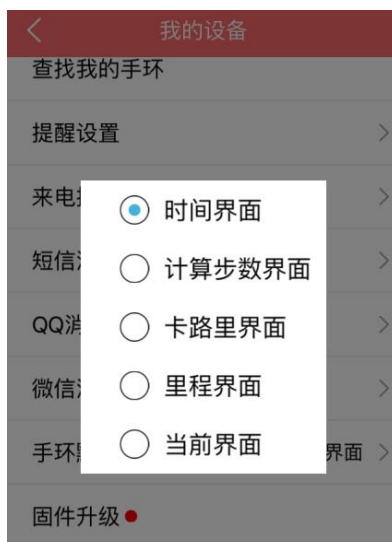 我的设备
查找我的手环
提醒设置
来电
时间界面
短信
计算步数界面
QQ消
卡路里界面
微信
里程界面
手环
当前界面
界面
固件升级